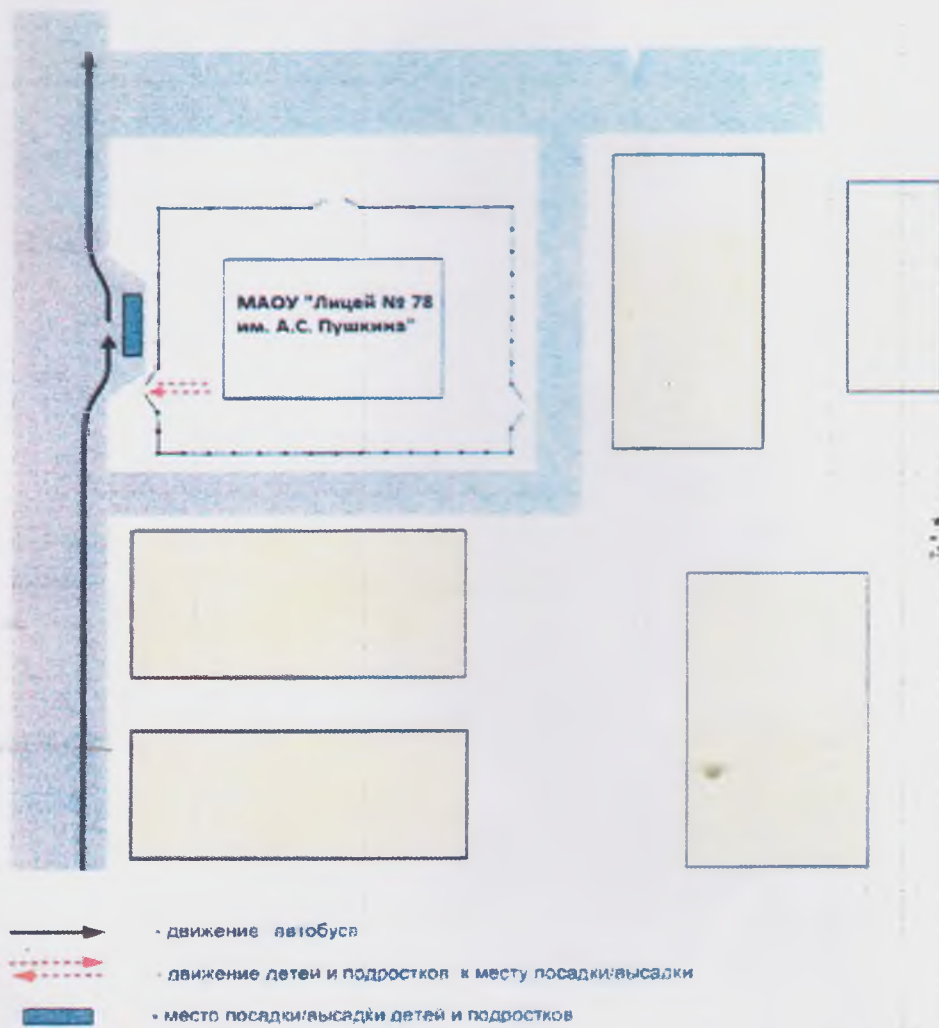 МАОУ "Лицей № 78
им. А.С. Пушкина"
- движение автобуса
- движение детей и подростков к месту посадки/высадки
- место посадки/высадки детей и подростков